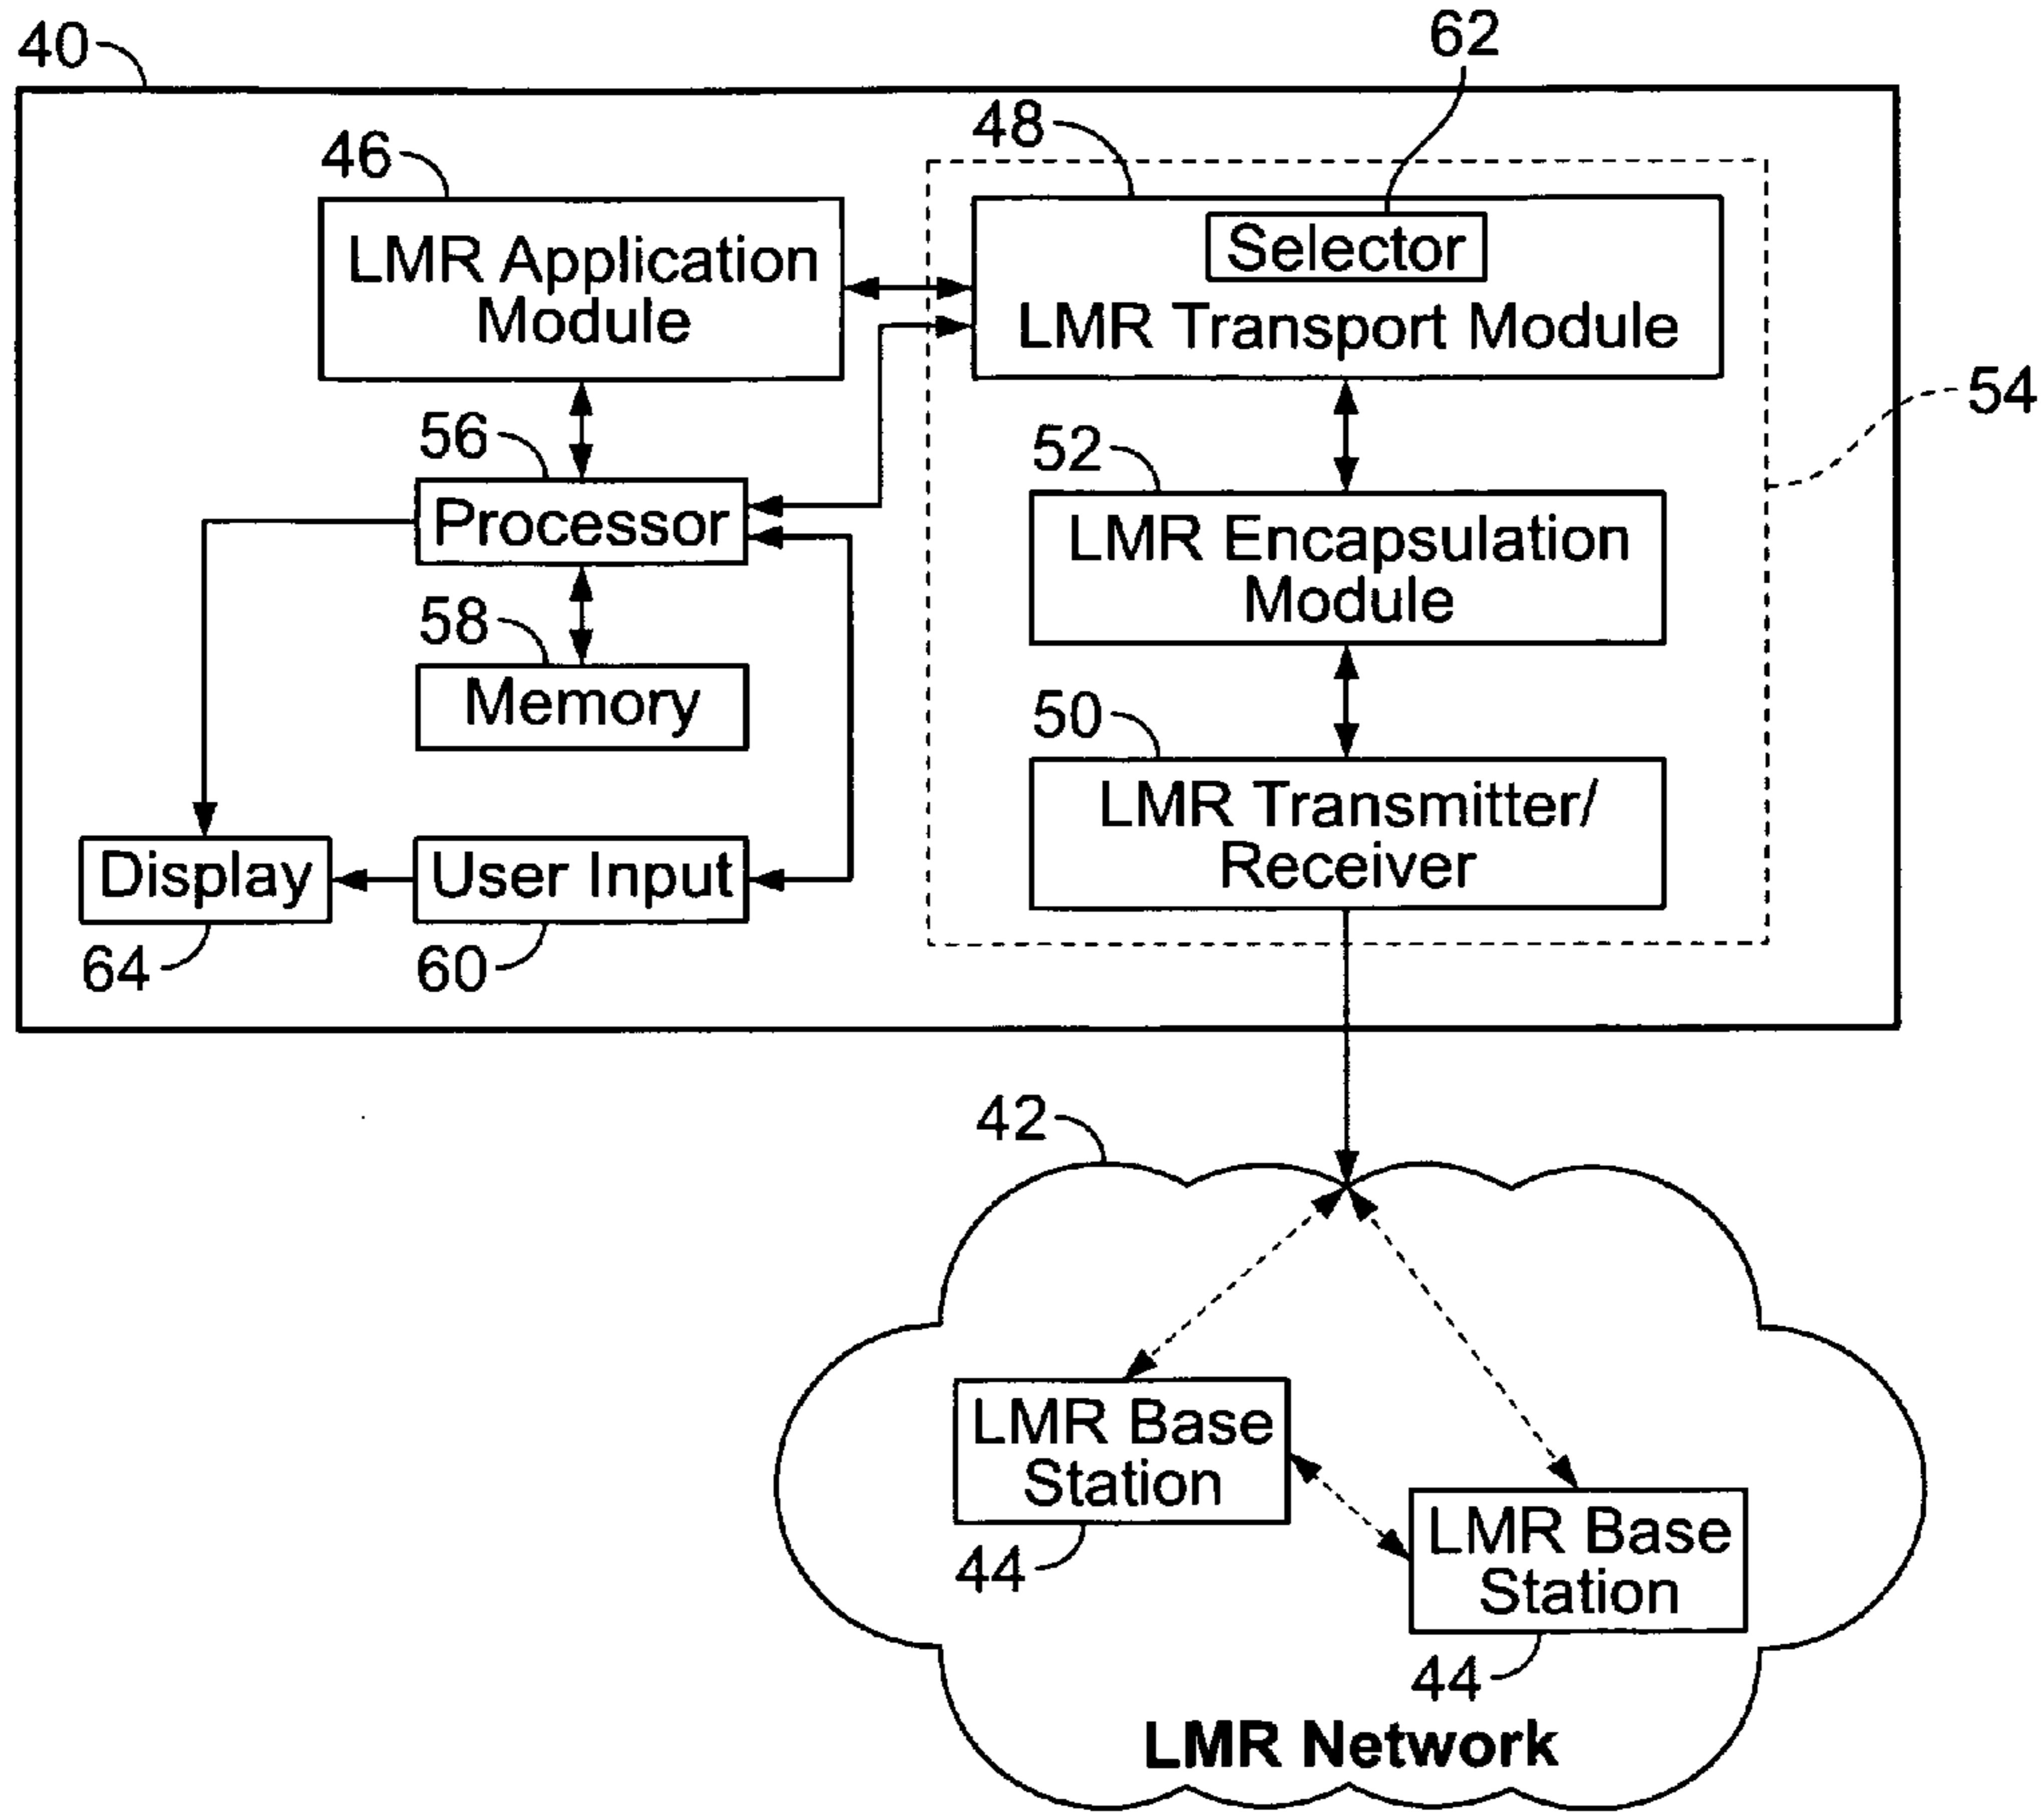 40
62
48
46
Selector
LMR Application
Module
LMR Transport Module
54
56
52
Processor
LMR Encapsulation
Module
58
Memory
50
LMR Transmitter/
Receiver
Display
User Input
64
60
42
LMR Base
Station
44
LMR Base
Station
44
LMR Network